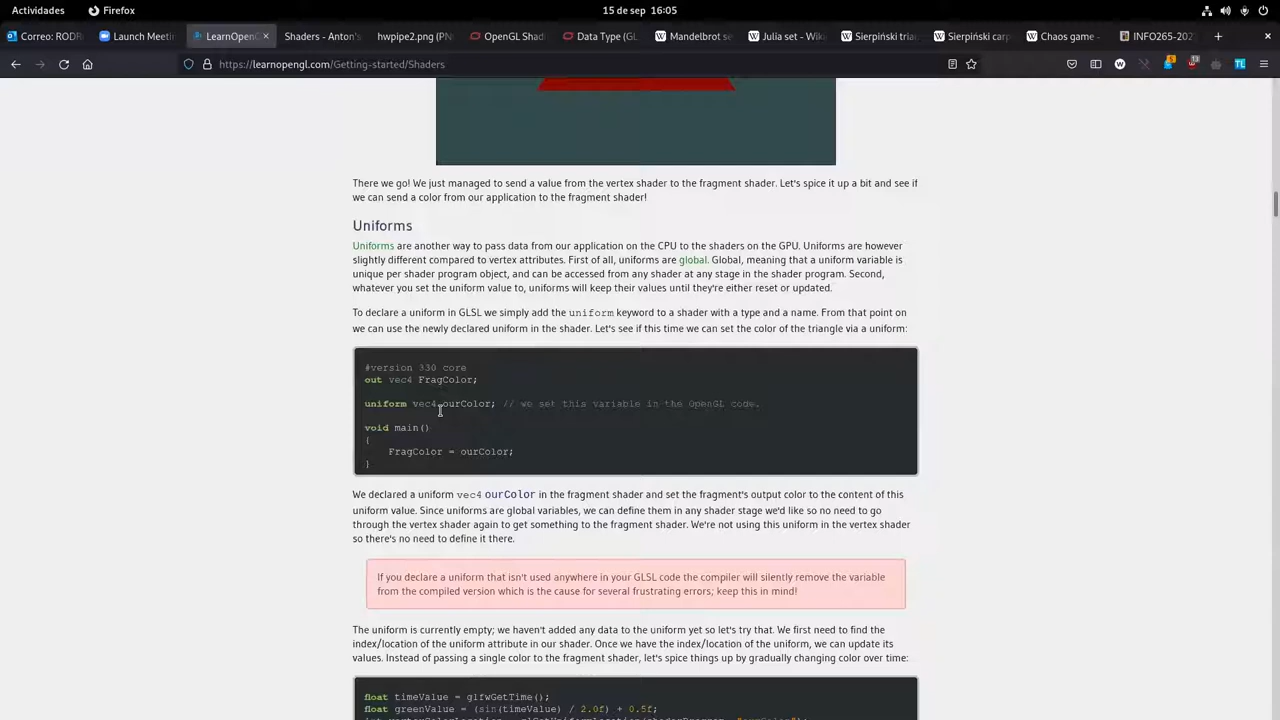 Actividades
Firefox
15 de sep 16:05
Correo: RODR
Launch Meeti
LearnOpenG
Shaders - Anton's
hwpipe2.png (PN
OpenGL Shadi
Data Type (GL
Mandelbrot se
Julia set - Wiki
Sierpiński trian
Sierpiński carp
Chaos game -
INFO265-202
https://learnopengl.com/Getting-started/Shaders
There we go! We just managed to send a value from the vertex shader to the fragment shader. Let's spice it up a bit and see if
we can send a color from our application to the fragment shader!
Uniforms
Uniforms are another way to pass data from our application on the CPU to the shaders on the GPU. Uniforms are however
slightly different compared to vertex attributes. First of all, uniforms are global. Global, meaning that a uniform variable is
unique per shader program object, and can be accessed from any shader at any stage in the shader program. Second,
whatever you set the uniform value to, uniforms will keep their values until they're either reset or updated.
To declare a uniform in GLSL we simply add the uniform keyword to a shader with a type and a name. From that point on
we can use the newly declared uniform in the shader. Let's see if this time we can set the color of the triangle via a uniform:
#version 330 core
out vec4 FragColor;
uniform vec4 ourColor; // we set this variable in the OpenGL code.
void main()
{
FragColor = ourColor;
}
We declared a uniform vec4 ourColor in the fragment shader and set the fragment's output color to the content of this
uniform value. Since uniforms are global variables, we can define them in any shader stage we'd like so no need to go
through the vertex shader again to get something to the fragment shader. We're not using this uniform in the vertex shader
so there's no need to define it there.
If you declare a uniform that isn't used anywhere in your GLSL code the compiler will silently remove the variable
from the compiled version which is the cause for several frustrating errors; keep this in mind!
The uniform is currently empty; we haven't added any data to the uniform yet so let's try that. We first need to find the
index/location of the uniform attribute in our shader. Once we have the index/location of the uniform, we can update its
values. Instead of passing a single color to the fragment shader, let's spice things up by gradually changing color over time:
float timeValue = glfwGetTime();
float greenValue = (sin(timeValue) / 2.0f) + 0.5f;